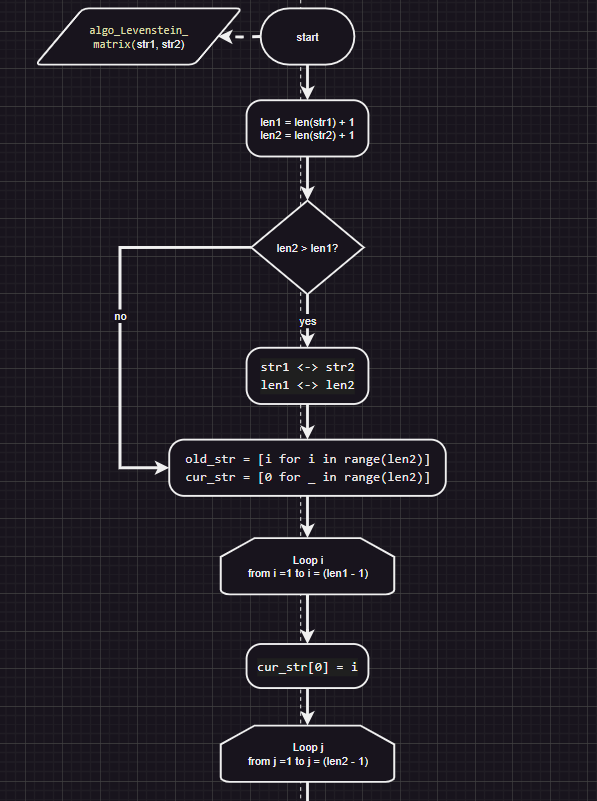 algo_Levenstein_
matrix(str1, str2)
start
len1 = len(str1) + 1
len2 = len(str2) + 1
len2 > len1?
no
yes
str1 <-> str2
len1 <-> len2
old_str = [i for i in range(len2)]
cur_str = [0 for _ in range(len2)]
Loop i
from i =1 to i = (len1 - 1)
cur_str[0] = i
Loop j
from j =1 to j = (len2 - 1)